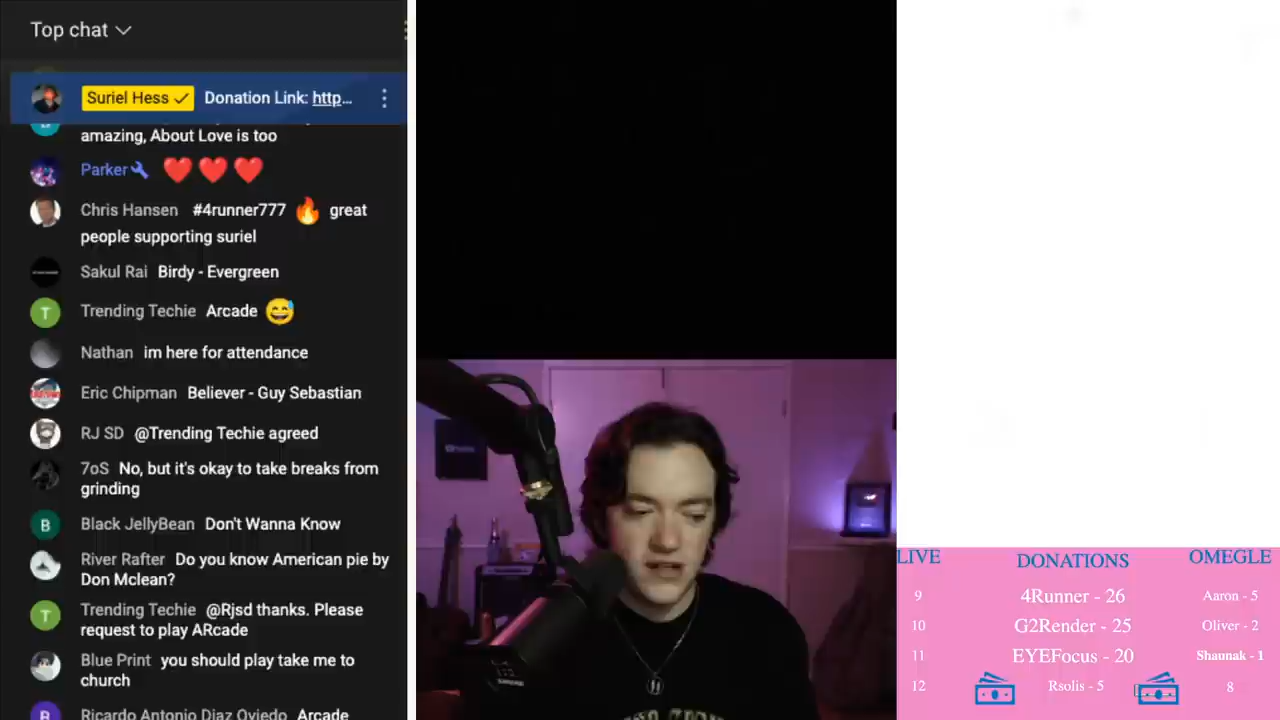 Top chat
Suriel Hess Donation Link: http...
amazing, About Love is too
Parker
Chris Hansen #4runner777 great
people supporting suriel
Sakul Rai Birdy - Evergreen
Trending Techie Arcade
Nathan im here for attendance
Eric Chipman Believer - Guy Sebastian
RJ SD @Trending Techie agreed
7oS No, but it's okay to take breaks from
grinding
Black JellyBean Don't Wanna Know
River Rafter Do you know American pie by
Don Mclean?
Trending Techie @Rjsd thanks. Please
request to play ARcade
Blue Print you should play take me to
church
Ricardo Antonio Diaz Oviedo Arcade
T
B
T
B
LIVE DONATIONS OMEGLE
9 4Runner - 26 Aaron - 5
10 G2Render - 25 Oliver - 2
11 EYEFocus - 20 Shaunak - 1
12 Rsolis - 5 8